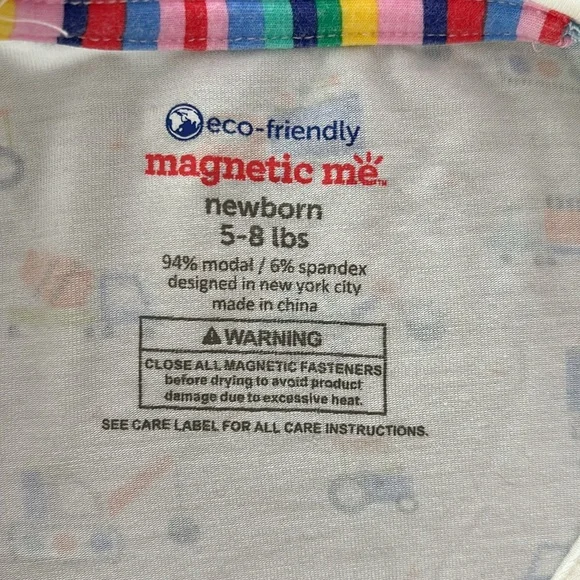 eco-friendly
magnetic me™
newborn
5-8 lbs
94% modal / 6% spandex
designed in new york city
made in china
⚠ WARNING
CLOSE ALL MAGNETIC FASTENERS
before drying to avoid product
damage due to excessive heat.
SEE CARE LABEL FOR ALL CARE INSTRUCTIONS.